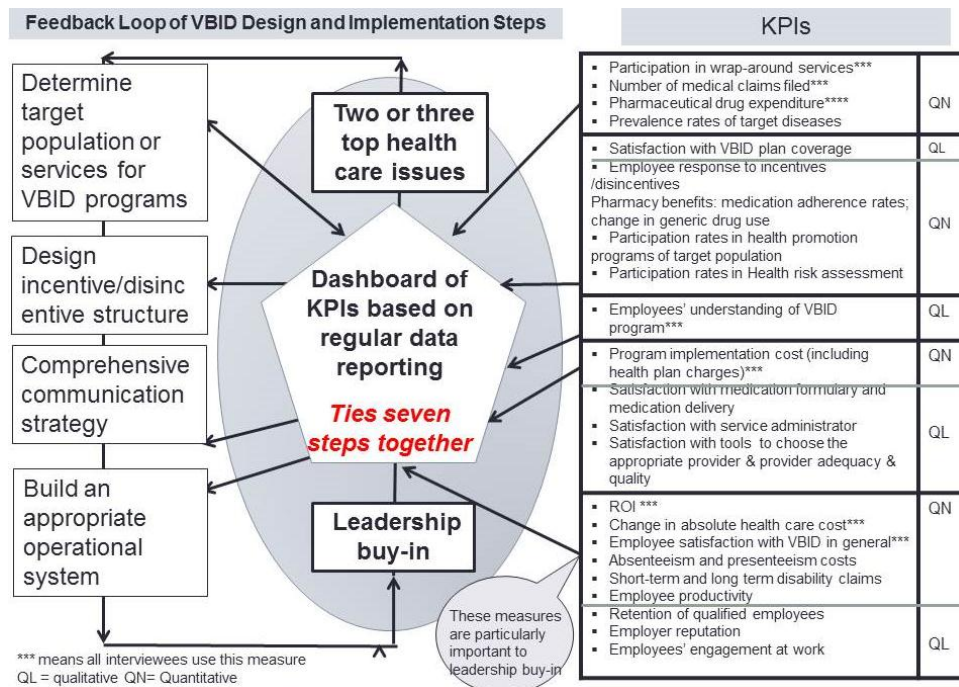 Feedback Loop of VBID Design and Implementation Steps
Determine
target
population or
services for
VBID programs
Design
incentive/disinc
entive structure
Comprehensive
communication
strategy
Build an
appropriate
operational
system
Two or three
top health
care issues
Dashboard of
KPIs based on
regular data
reporting
Ties seven
steps together
Leadership
buy-in
These measures
are particularly
important to
leadership buy-in
*** means all interviewees use this measure
QL = qualitative QN= Quantitative
KPIs
▪ Participation in wrap-around services***
▪ Number of medical claims filed***
▪ Pharmaceutical drug expenditure****
▪ Prevalence rates of target diseases
QN
▪ Satisfaction with VBID plan coverage
QL
▪ Employee response to incentives
/disincentives
Pharmacy benefits: medication adherence rates;
change in generic drug use
▪ Participation rates in health promotion
programs of target population
▪ Participation rates in Health risk assessment
QN
▪ Employees' understanding of VBID
program***
QL
▪ Program implementation cost (including
health plan charges)***
QN
▪ Satisfaction with medication formulary and
medication delivery
▪ Satisfaction with service administrator
▪ Satisfaction with tools to choose the
appropriate provider & provider adequacy &
quality
QL
▪ ROI ***
▪ Change in absolute health care cost***
▪ Employee satisfaction with VBID in general***
▪ Absenteeism and presenteeism costs
▪ Short-term and long term disability claims
▪ Employee productivity
QN
▪ Retention of qualified employees
▪ Employer reputation
▪ Employees' engagement at work
QL